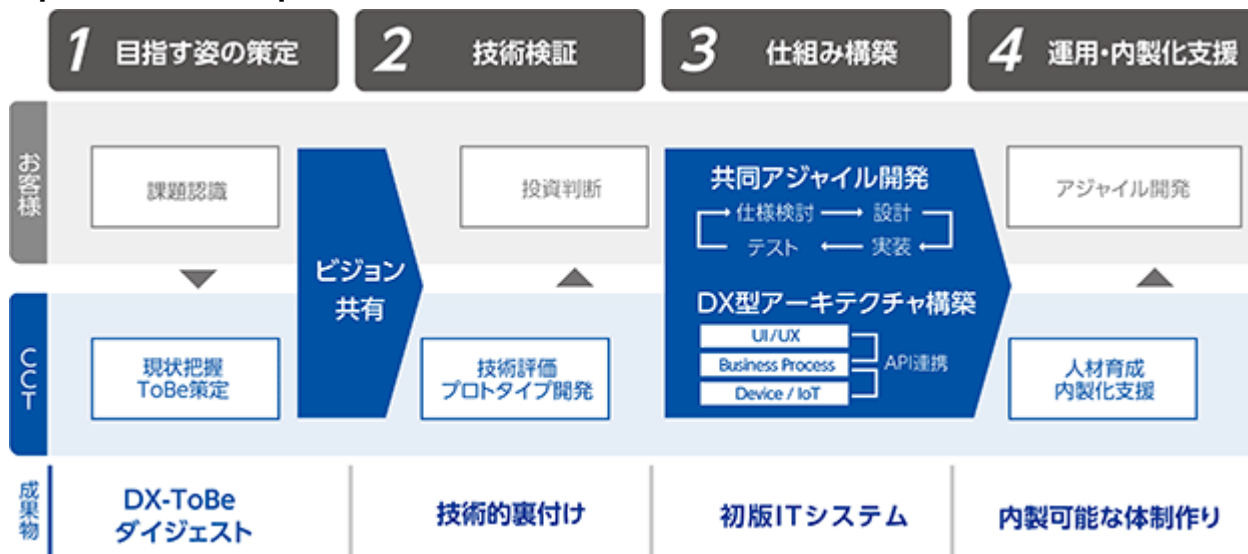 1 目指す姿の策定
2 技術検証
3 仕組み構築
4 運用・内製化支援
お客様
課題認識
投資判断
共同アジャイル開発
仕様検討
設計
テスト
実装
アジャイル開発
ビジョン
共有
CCT
現状把握
ToBe策定
技術評価
プロトタイプ開発
DX型アーキテクチャ構築
UI/UX
Business Process
Device / IoT
API連携
人材育成
内製化支援
成果物
DX-ToBe
ダイジェスト
技術的裏付け
初版ITシステム
内製可能な体制作り